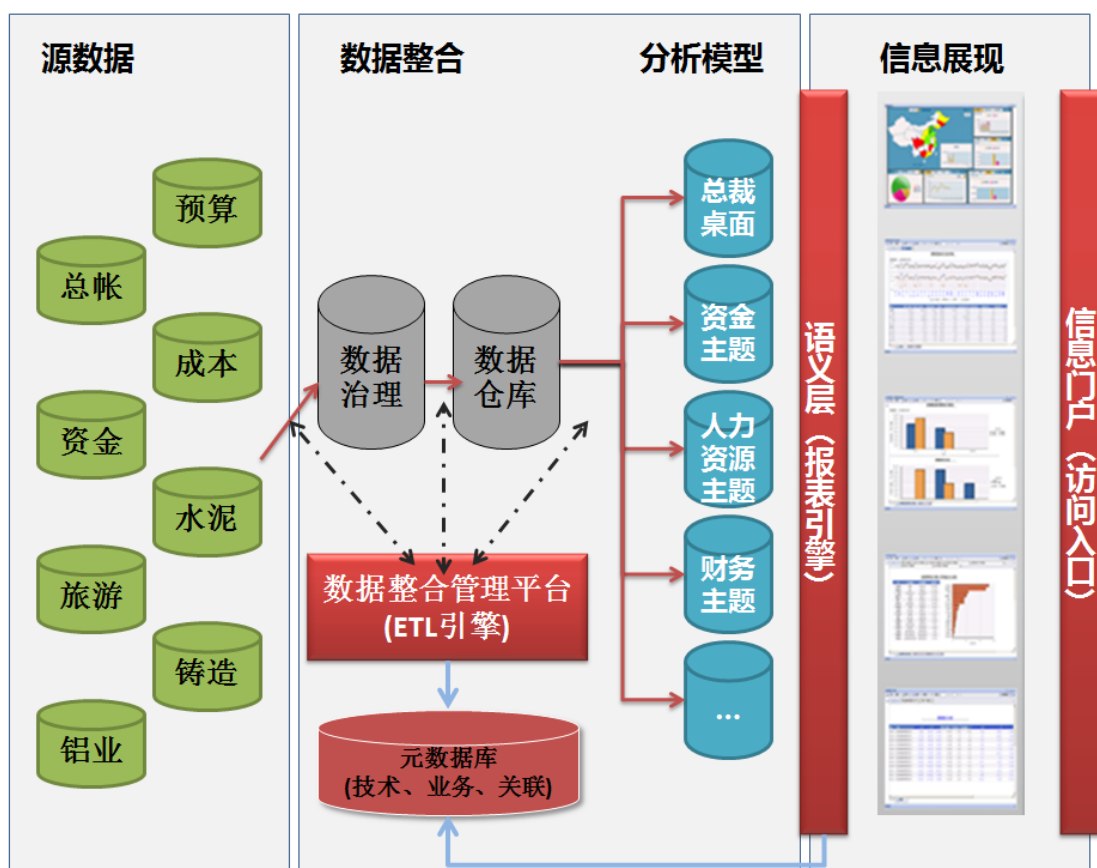 源数据
数据整合
分析模型
信息展现
预算
总帐
成本
资金
水泥
旅游
铸造
铝业
数据
治理
数据
仓库
数据整合管理平台
(ETL引擎)
元数据库
(技术、业务、关联)
总裁
桌面
资金
主题
人力
资源
主题
财务
主题
...
语义层（报表引擎）
信息门户（访问入口）